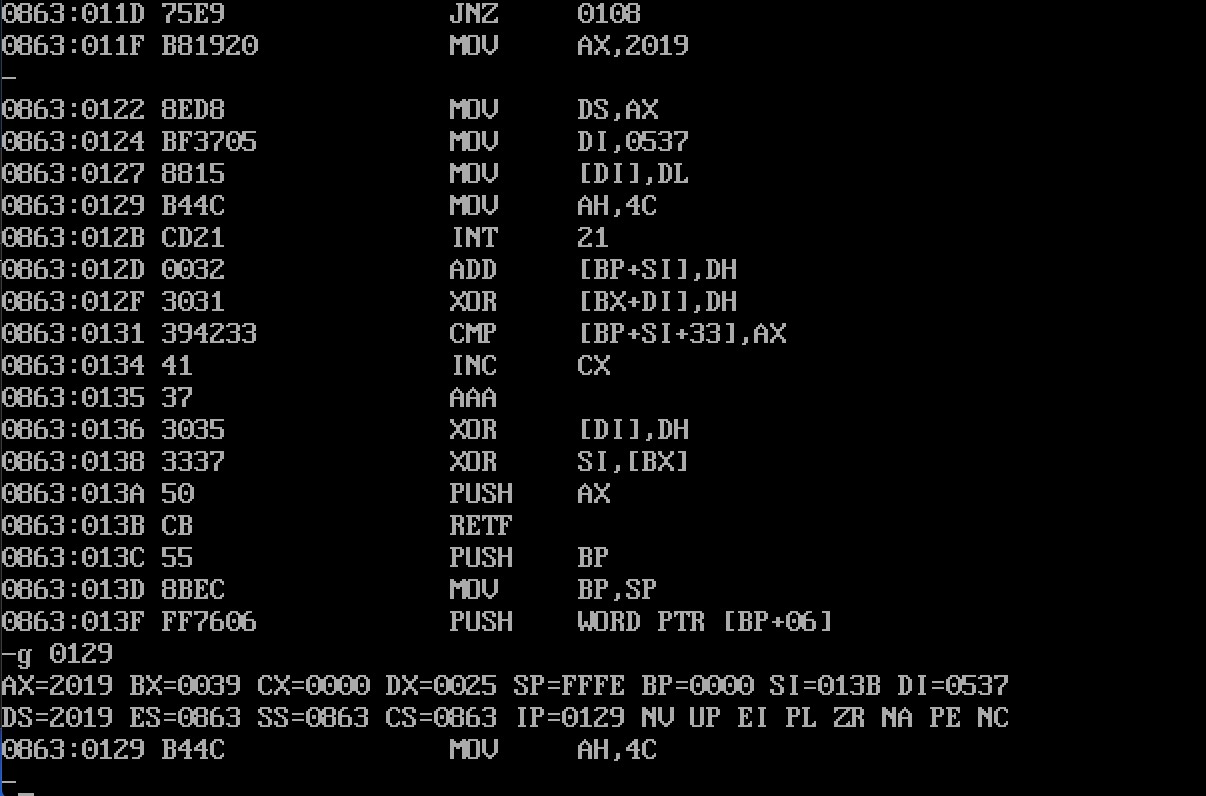 0863:011D 75E9 JNZ 0108
0863:011F B81920 MOV AX,2019
-
0863:0122 8ED8 MOV DS,AX
0863:0124 BF3705 MOV DI,0537
0863:0127 8815 MOV [DI],DL
0863:0129 B44C MOV AH,4C
0863:012B CD21 INT 21
0863:012D 0032 ADD [BP+SI],DH
0863:012F 3031 XOR [BX+DI],DH
0863:0131 394233 CMP [BP+SI+33],AX
0863:0134 41 INC CX
0863:0135 37 AAA
0863:0136 3035 XOR [DI],DH
0863:0138 3337 XOR SI,[BX]
0863:013A 50 PUSH AX
0863:013B CB RETF
0863:013C 55 PUSH BP
0863:013D 8BEC MOV BP,SP
0863:013F FF7606 PUSH WORD PTR [BP+06]
-g 0129
AX=2019 BX=0039 CX=0000 DX=0025 SP=FFFE BP=0000 SI=013B DI=0537
DS=2019 ES=0863 SS=0863 CS=0863 IP=0129 NV UP EI PL ZR NA PE NC
0863:0129 B44C MOV AH,4C
-